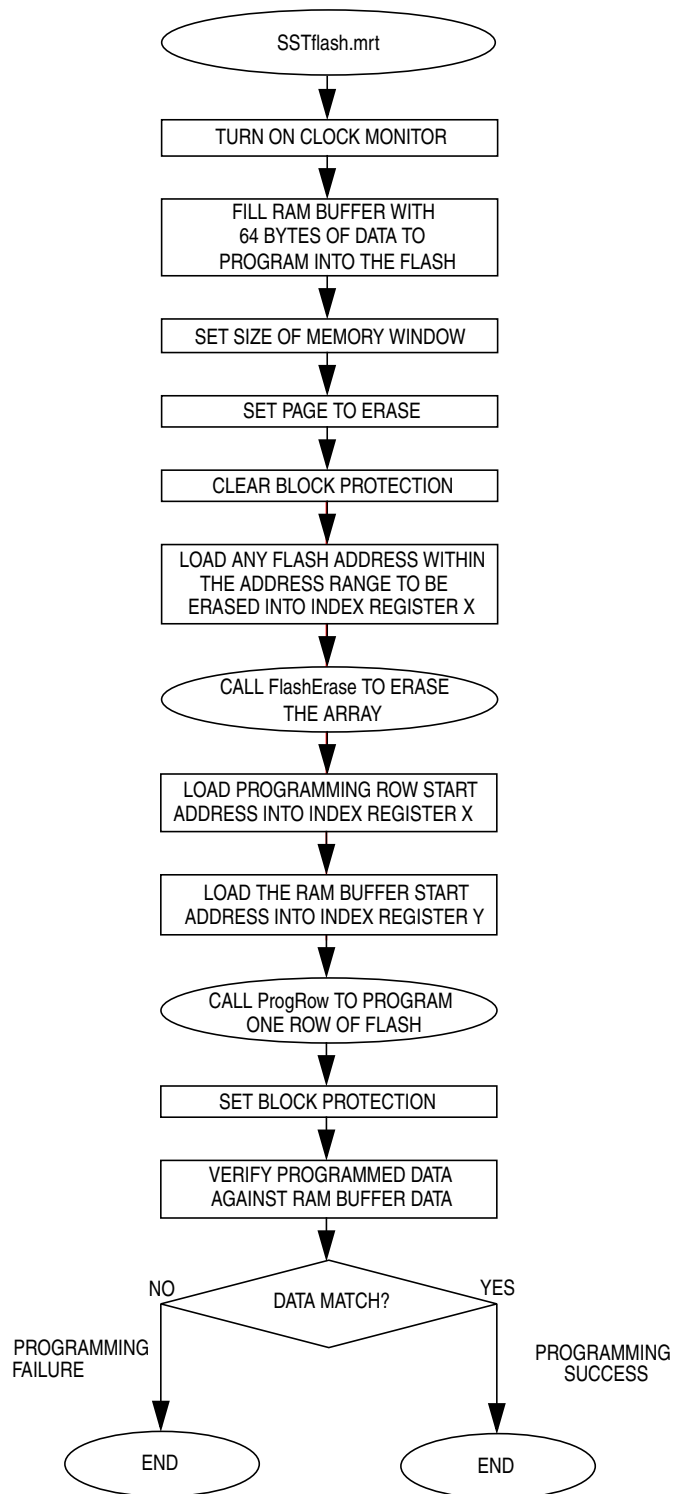 SSTflash.mrt
TURN ON CLOCK MONITOR
FILL RAM BUFFER WITH
64 BYTES OF DATA TO
PROGRAM INTO THE FLASH
SET SIZE OF MEMORY WINDOW
SET PAGE TO ERASE
CLEAR BLOCK PROTECTION
LOAD ANY FLASH ADDRESS WITHIN
THE ADDRESS RANGE TO BE
ERASED INTO INDEX REGISTER X
CALL FlashErase TO ERASE
THE ARRAY
LOAD PROGRAMMING ROW START
ADDRESS INTO INDEX REGISTER X
LOAD THE RAM BUFFER START
ADDRESS INTO INDEX REGISTER Y
CALL ProgRow TO PROGRAM
ONE ROW OF FLASH
SET BLOCK PROTECTION
VERIFY PROGRAMMED DATA
AGAINST RAM BUFFER DATA
NO
DATA MATCH?
YES
PROGRAMMING
FAILURE
PROGRAMMING
SUCCESS
END
END